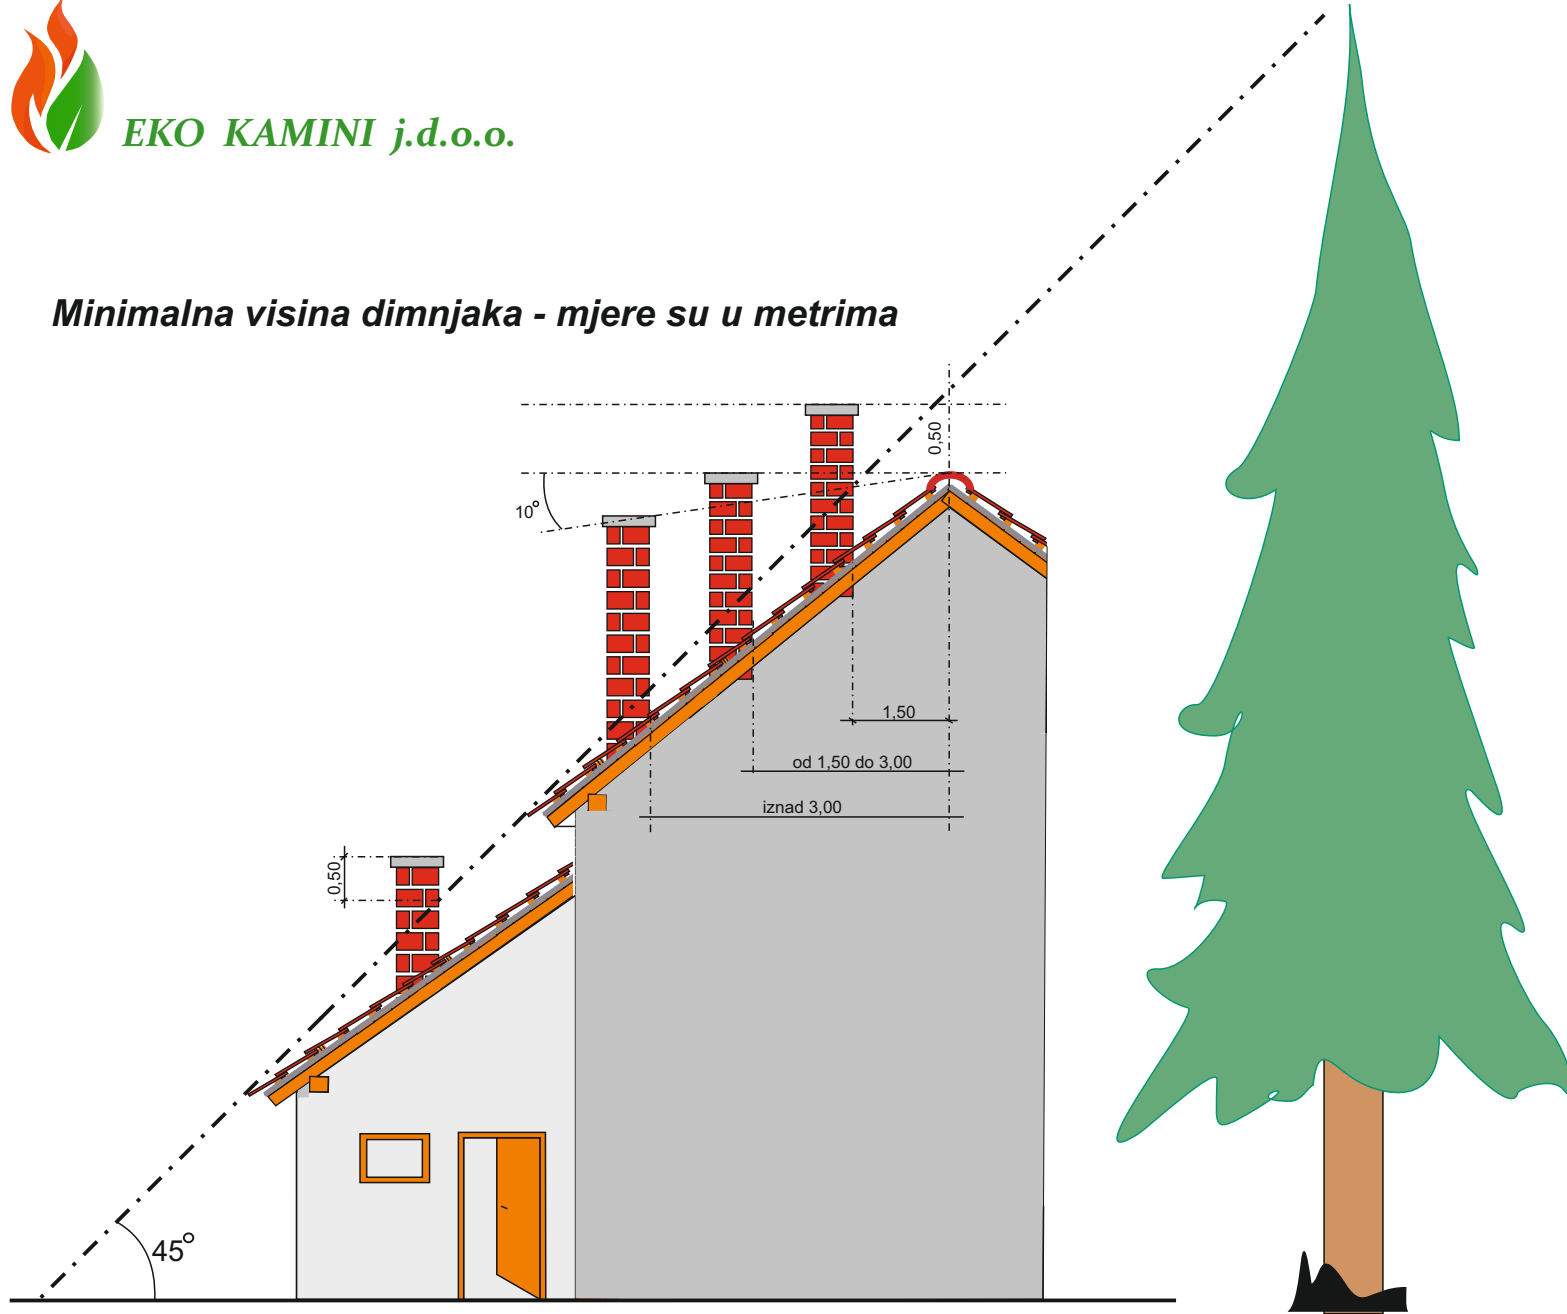 EKO KAMINI j.d.o.o.
Minimalna visina dimnjaka - mjere su u metrima
0,50
10°
1,50
od 1,50 do 3,00
iznad 3,00
0,50
45°